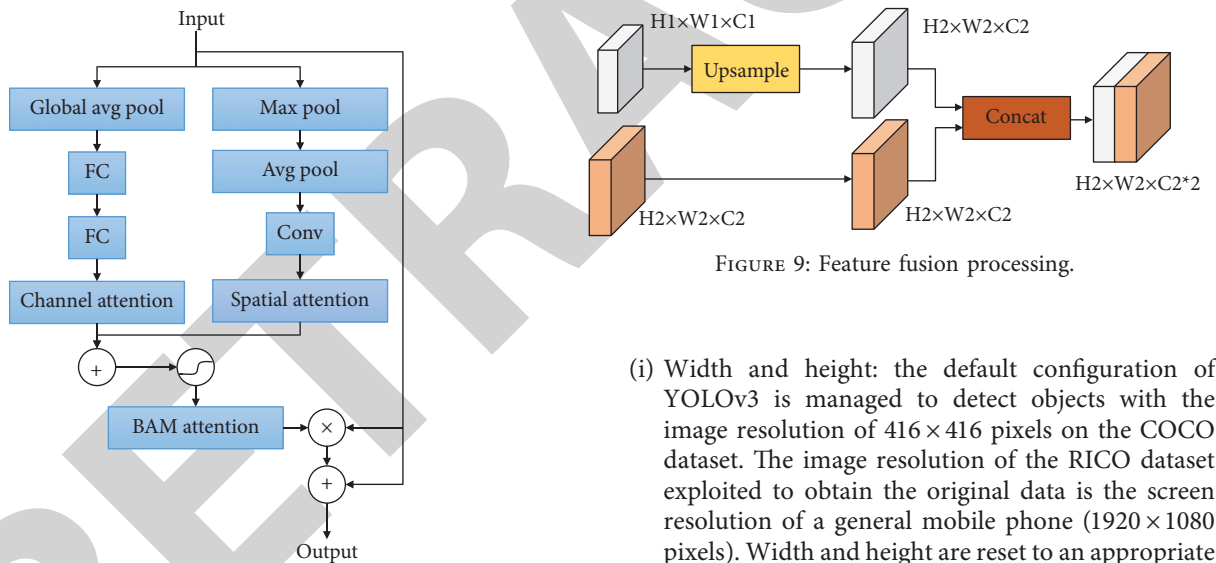 Input
Global avg pool
Max pool
FC
Avg pool
FC
Conv
Channel attention
Spatial attention
+
BAM attention
×
+
Output
H1×W1×C1
Upsample
H2×W2×C2
Concat
H2×W2×C2
H2×W2×C2
H2×W2×C2*2
FIGURE 9: Feature fusion processing.
(i) Width and height: the default configuration of
YOLOv3 is managed to detect objects with the
image resolution of 416 × 416 pixels on the COCO
dataset. The image resolution of the RICO dataset
exploited to obtain the original data is the screen
resolution of a general mobile phone (1920 × 1080
pixels). Width and height are reset to an appropriate
RETRAC